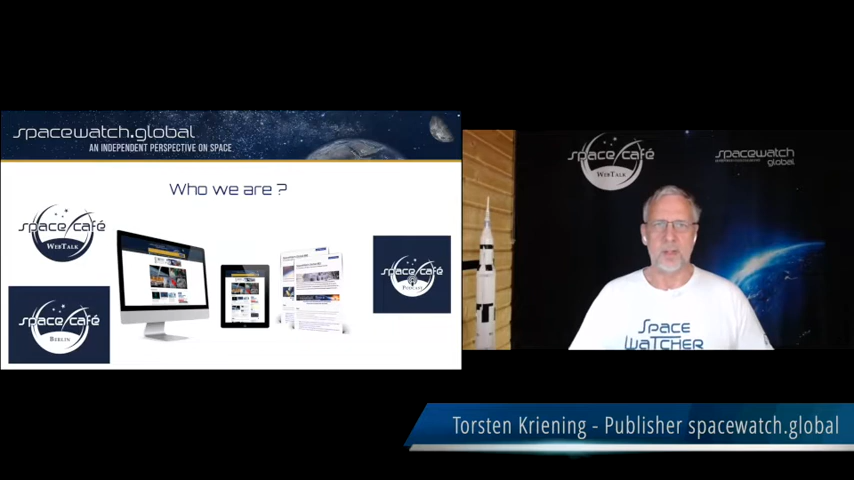 spacewatch.global
AN INDEPENDENT PERSPECTIVE ON SPACE
Who we are ?
space café
WEBTALK
space café
BERLIN
space café
PODCAST
space café
WEBTALK
spacewatch
global
SPACE
WATCHER
Torsten Kriening - Publisher spacewatch.global